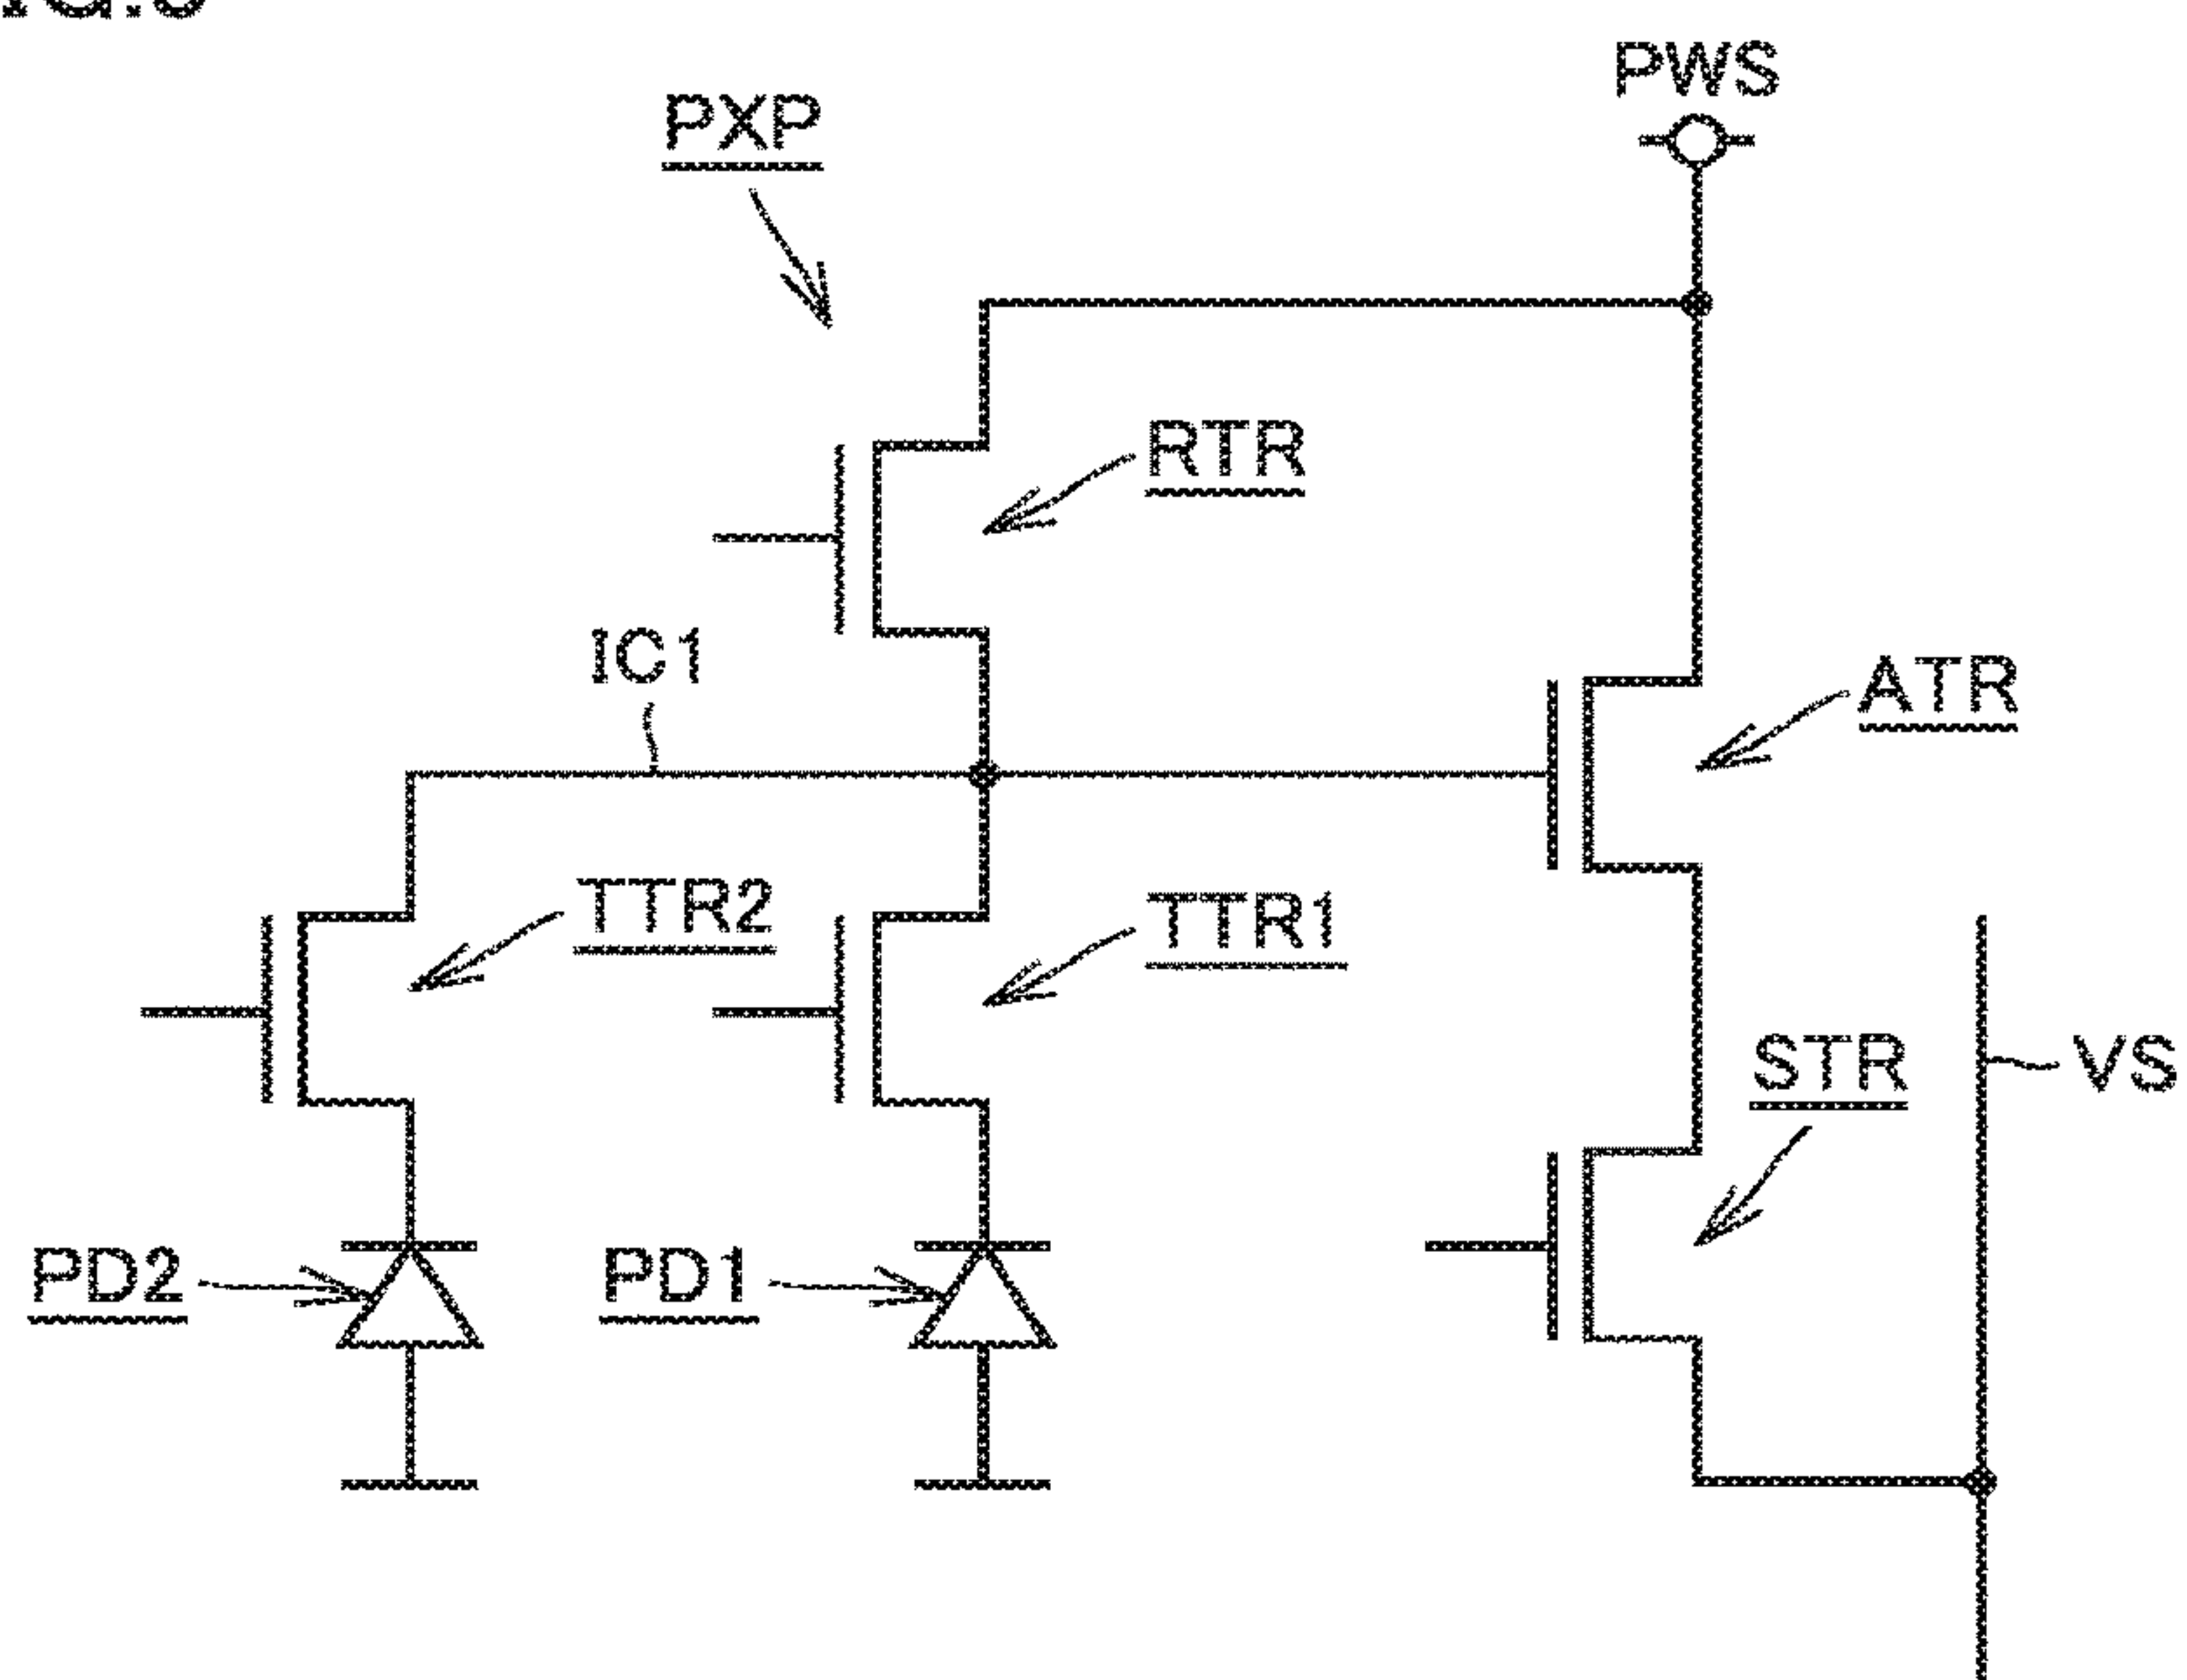 PWS
PXP
RTR
IC1
ATR
TTR2
TTR1
STR
VS
PD2
PD1